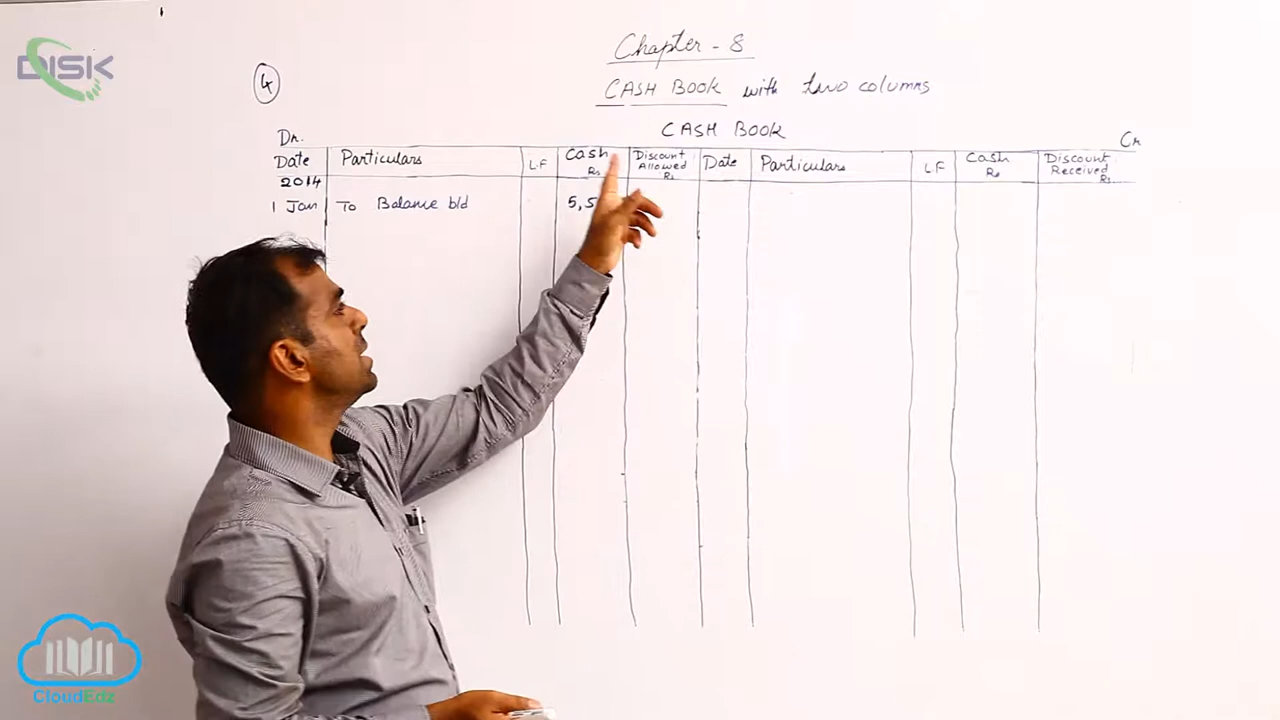 DISK
Chapter - 8
4
CASH BOOK with two columns
CASH BOOK
Dr. Cr
Date Particulars L.F Cash Rs Discount Allowed Rs Date Particulars LF Cash Rs Discount Received Rs
2014
1 Jan To Balance b/d 5,5
CloudEdz